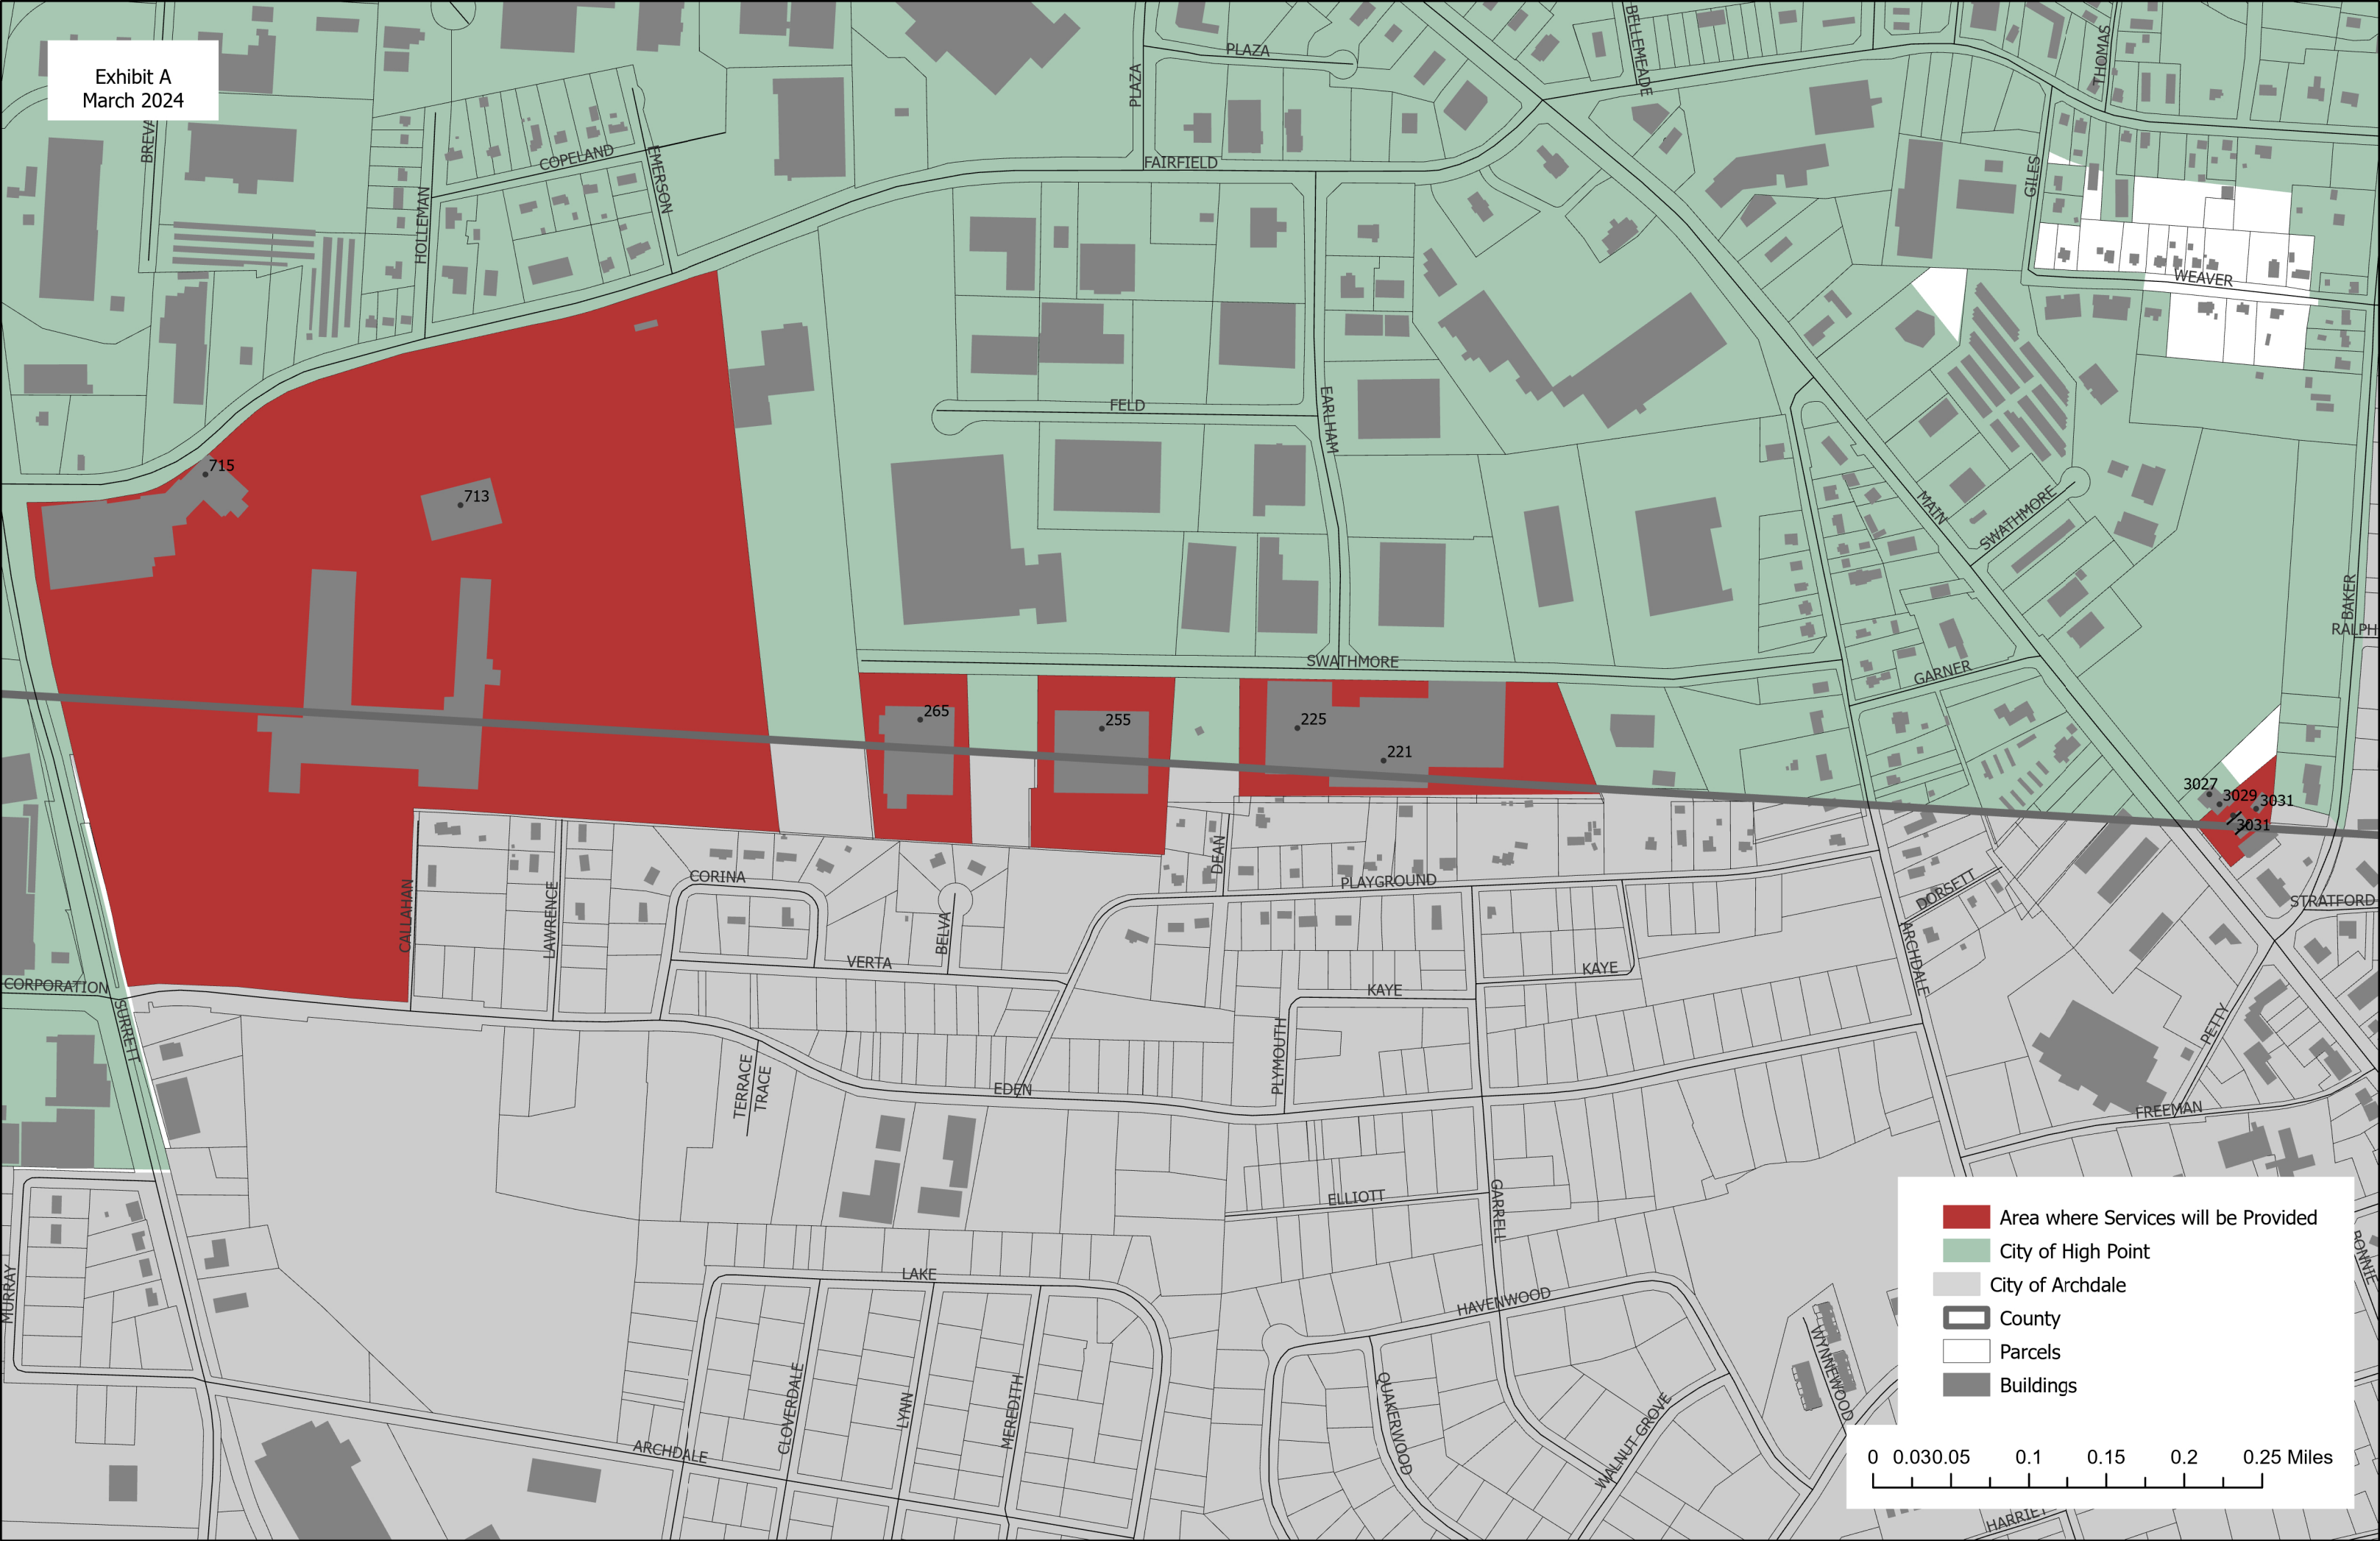 Exhibit A
March 2024
PLAZA
PLAZA
BELLEMEADE
THOMAS
COPELAND
EMERSON
HOLLEMAN
FAIRFIELD
GILES
WEAVER
FELD
EARLHAM
715
713
MAIN
SWATHMORE
BAKER
RALPH
SWATHMORE
GARNER
265
255
225
221
3027
3029
3031
3031
CORINA
DEAN
PLAYGROUND
CALLAHAN
LAWRENCE
BELVA
DORSETT
STRATFORD
ARCHDALE
VERTA
KAYE
KAYE
CORPORATION
SURRETT
PLYMOUTH
PETTY
TERRACE
TRACE
EDEN
FREEMAN
ELLIOTT
GARRELL
LAKE
HAVENWOOD
MURRAY
BONNIE
WYNNEWOOD
QUAKERWOOD
WALNUT GROVE
CLOVERDALE
LYNN
MEREDITH
ARCHDALE
Area where Services will be Provided
City of High Point
City of Archdale
County
Parcels
Buildings
0 0.030.05 0.1 0.15 0.2 0.25 Miles